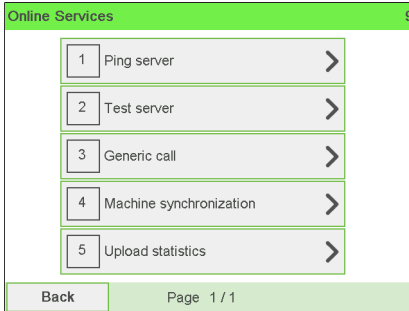 Online Services
1 Ping server
2 Test server
3 Generic call
4 Machine synchronization
5 Upload statistics
Back Page 1 / 1